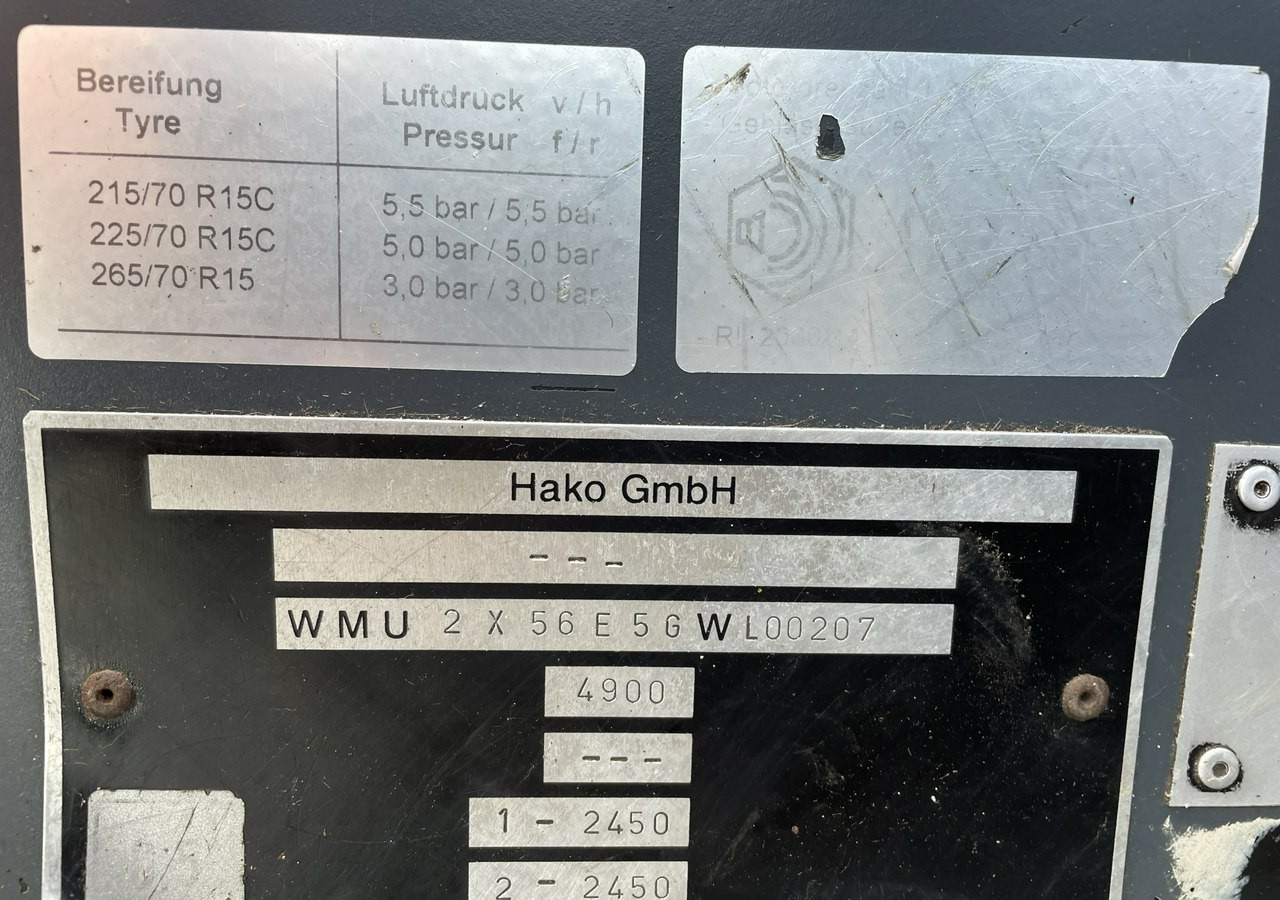 Bereifung
Tyre
Luftdruck v / h
Pressur f / r
215/70 R15C 5,5 bar / 5,5 bar
225/70 R15C 5,0 bar / 5,0 bar
265/70 R15 3,0 bar / 3,0 bar
Hako GmbH
- - -
WMU 2 X 56 E 5 G W L00207
4900
- - -
1 - 2450
2 - 2450